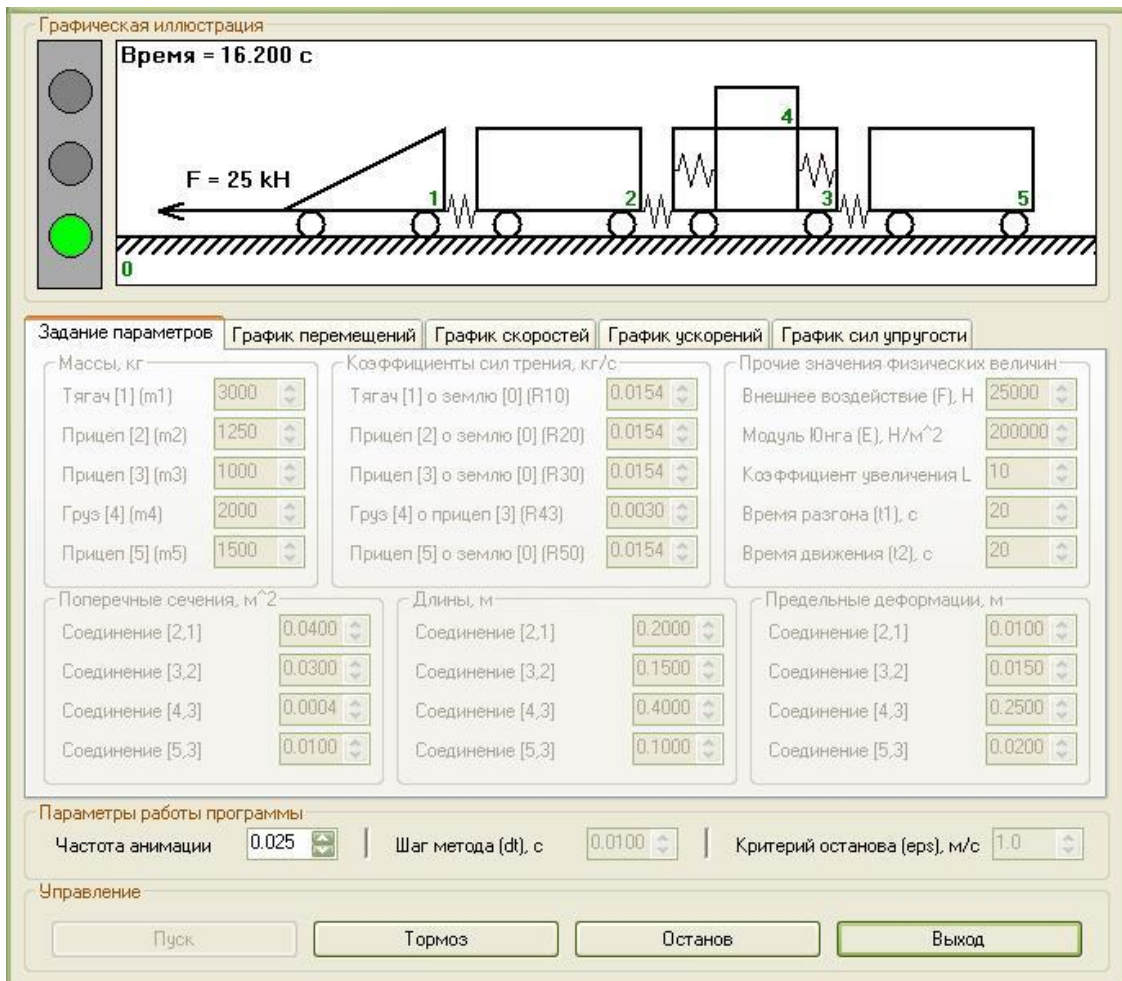 Графическая иллюстрация
Время = 16.200 с
4
F = 25 kH
1 2 3 5
0
Задание параметров График перемещений График скоростей График ускорений График сил упругости
Массы, кг Коэффициенты сил трения, кг/с Прочие значения физических величин
Тягач [1] (m1) 3000 Тягач [1] о землю [0] (R10) 0.0154 Внешнее воздействие (F), Н 25000
Прицеп [2] (m2) 1250 Прицеп [2] о землю [0] (R20) 0.0154 Модуль Юнга (E), Н/м^2 200000
Прицеп [3] (m3) 1000 Прицеп [3] о землю [0] (R30) 0.0154 Коэффициент увеличения L 10
Груз [4] (m4) 2000 Груз [4] о прицеп [3] (R43) 0.0030 Время разгона (t1), с 20
Прицеп [5] (m5) 1500 Прицеп [5] о землю [0] (R50) 0.0154 Время движения (t2), с 20
Поперечные сечения, м^2 Длины, м Предельные деформации, м
Соединение [2,1] 0.0400 Соединение [2,1] 0.2000 Соединение [2,1] 0.0100
Соединение [3,2] 0.0300 Соединение [3,2] 0.1500 Соединение [3,2] 0.0150
Соединение [4,3] 0.0004 Соединение [4,3] 0.4000 Соединение [4,3] 0.2500
Соединение [5,3] 0.0100 Соединение [5,3] 0.1000 Соединение [5,3] 0.0200
Параметры работы программы
Частота анимации 0.025 Шаг метода (dt), с 0.0100 Критерий останова (eps), м/с 1.0
Управление
Пуск Тормоз Останов Выход